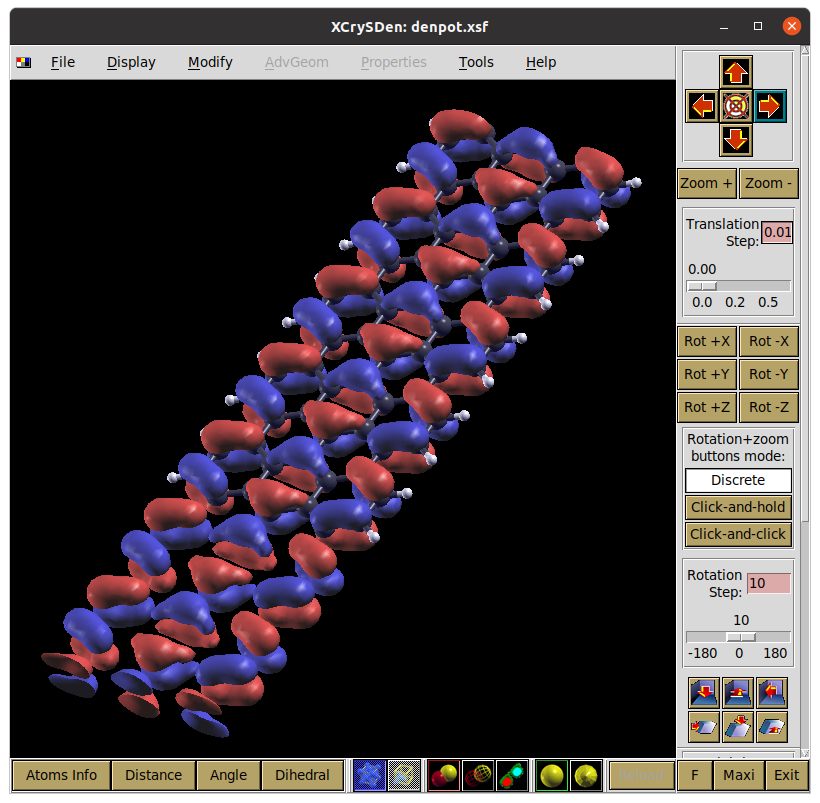 XCrySDen: denpot.xsf
File Display Modify AdvGeom Properties Tools Help
Zoom + Zoom -
Translation
Step: 0.01
0.00
0.0 0.2 0.5
Rot +X Rot -X
Rot +Y Rot -Y
Rot +Z Rot -Z
Rotation+zoom
buttons mode:
Discrete
Click-and-hold
Click-and-click
Rotation
Step: 10
10
-180 0 180
Atoms Info Distance Angle Dihedral F Maxi Exit